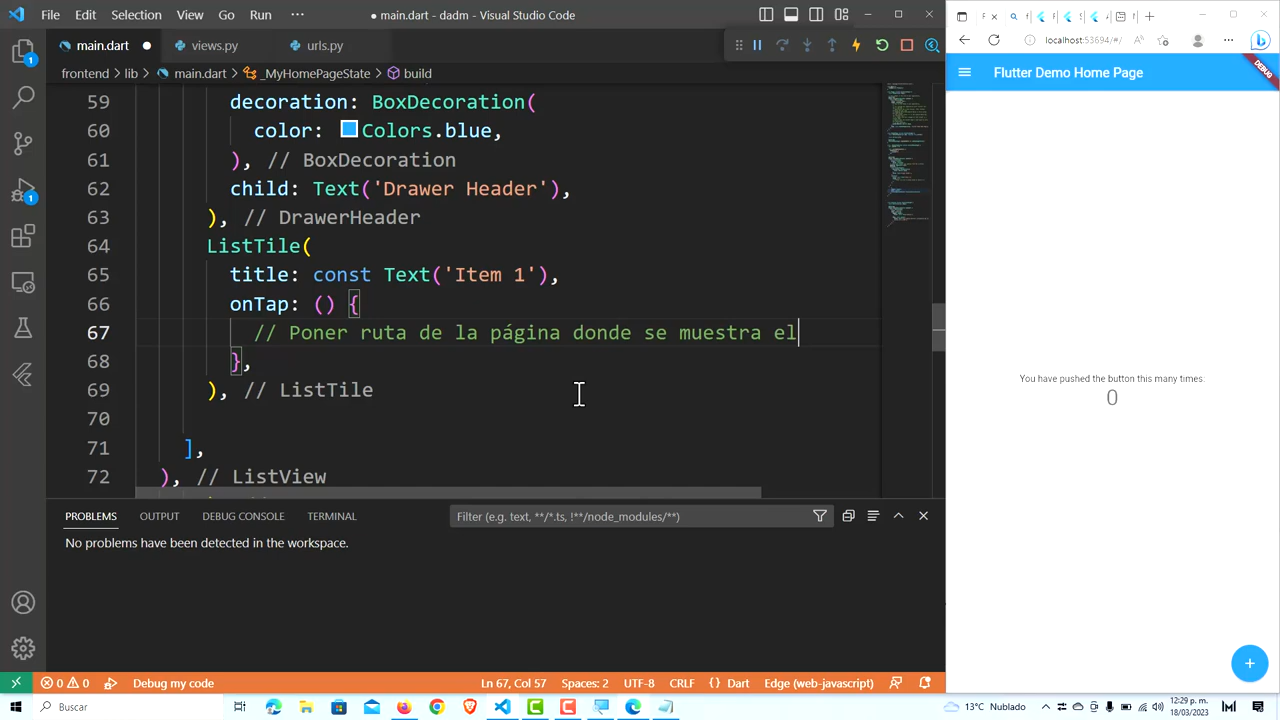 File Edit Selection View Go Run ··· ● main.dart - dadm - Visual Studio Code
main.dart ● views.py urls.py
frontend > lib > main.dart > _MyHomePageState > build
59 decoration: BoxDecoration(
60 color: Colors.blue,
61 ), // BoxDecoration
62 child: Text('Drawer Header'),
63 ), // DrawerHeader
64 ListTile(
65 title: const Text('Item 1'),
66 onTap: () {
67 // Poner ruta de la página donde se muestra el
68 },
69 ), // ListTile
70
71 ],
72 ), // ListView
PROBLEMS OUTPUT DEBUG CONSOLE TERMINAL Filter (e.g. text, **/*.ts, !**/node_modules/**)
No problems have been detected in the workspace.
1
1
0 0 Debug my code Ln 67, Col 57 Spaces: 2 UTF-8 CRLF {} Dart Edge (web-javascript)
localhost:53694/#/
Flutter Demo Home Page
DEBUG
You have pushed the button this many times:
0
+
Buscar
13°C Nublado
12:29 p. m.
18/03/2023